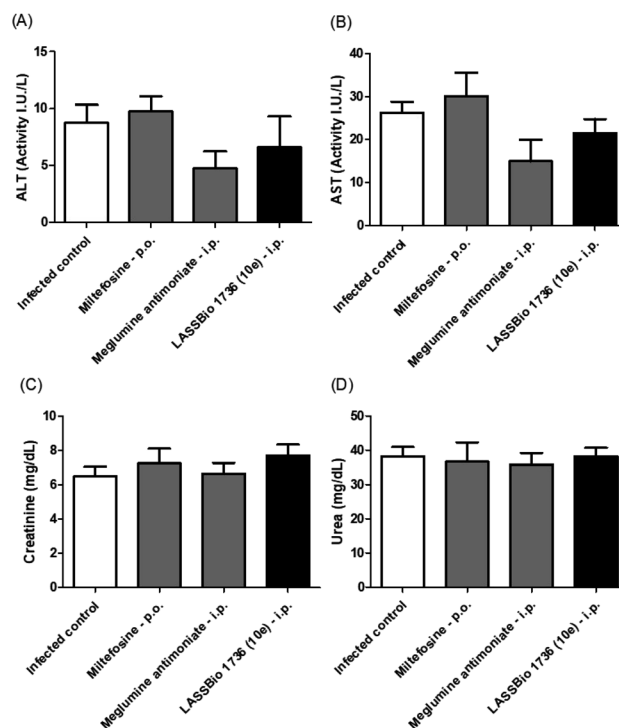 (A)
ALT (Activity I.U./L)
15
10
5
0
Infected control
Miltefosine - p.o.
Meglumine antimoniate - i.p.
LASSBio 1736 (10e) - i.p.
(B)
AST (Activity I.U./L)
40
30
20
10
0
Infected control
Miltefosine - p.o.
Meglumine antimoniate - i.p.
LASSBio 1736 (10e) - i.p.
(C)
Creatinine (mg/dL)
10
8
6
4
2
0
Infected control
Miltefosine - p.o.
Meglumine antimoniate - i.p.
LASSBio 1736 (10e) - i.p.
(D)
Urea (mg/dL)
50
40
30
20
10
0
Infected control
Miltefosine - p.o.
Meglumine antimoniate - i.p.
LASSBio 1736 (10e) - i.p.